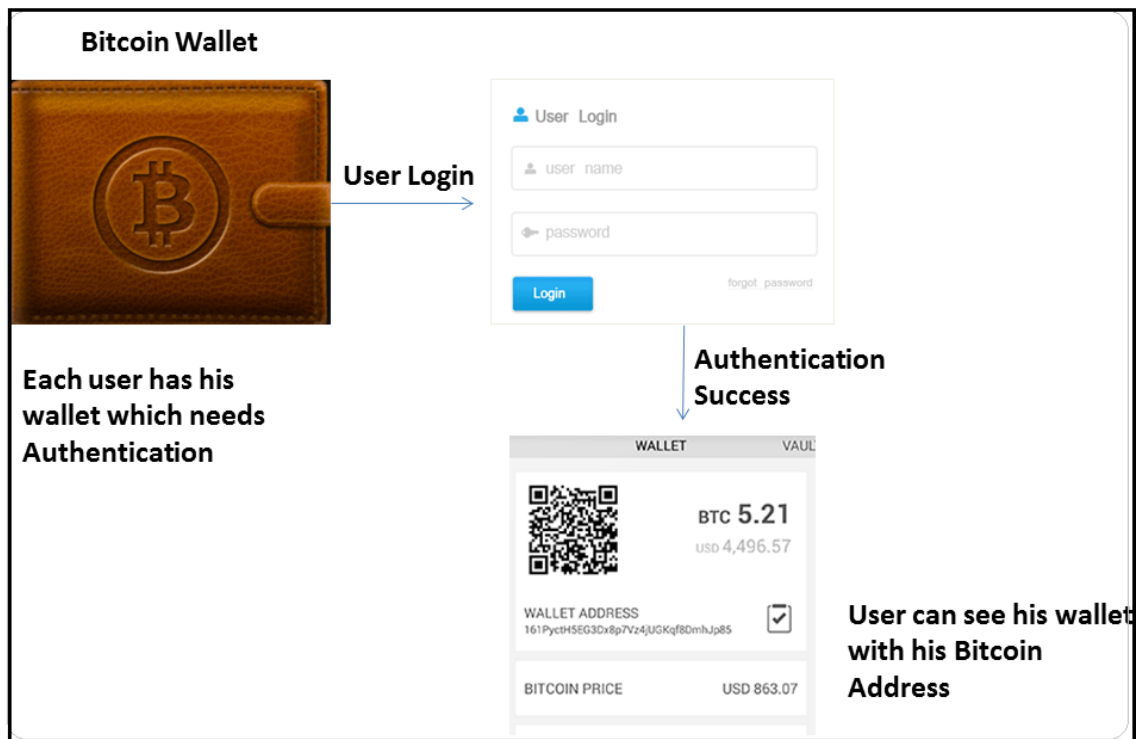 Bitcoin Wallet
User Login
User Login
user name
password
Login
forgot password
Each user has his
wallet which needs
Authentication
Authentication
Success
WALLET
VAUL
BTC 5.21
USD 4,496.57
WALLET ADDRESS
161PyctH5EG3Dx8p7Vz4jUGKqf8DmhJp85
BITCOIN PRICE
USD 863.07
User can see his wallet
with his Bitcoin
Address